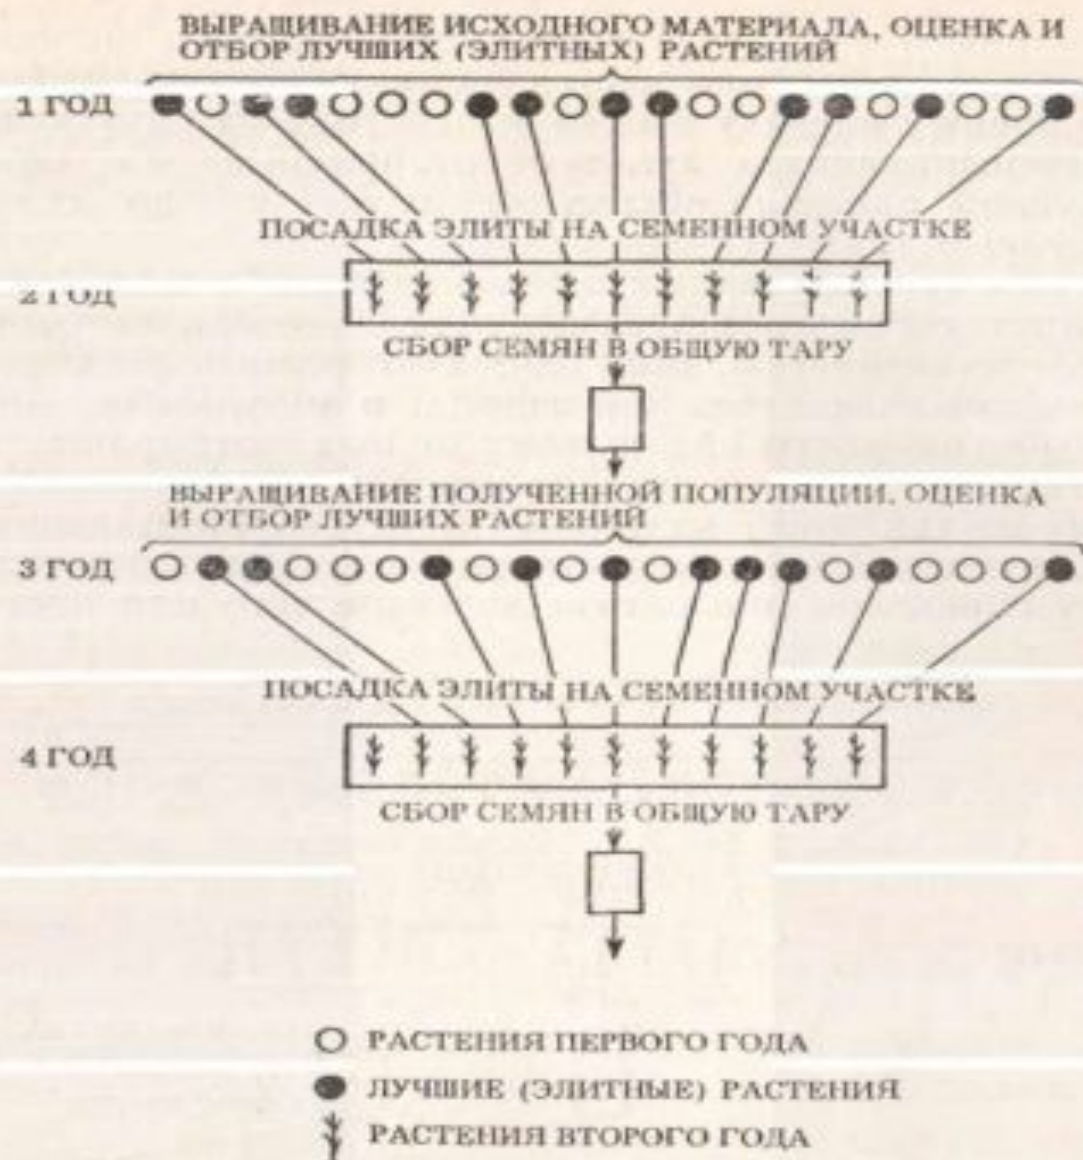 ВЫРАЩИВАНИЕ ИСХОДНОГО МАТЕРИАЛА, ОЦЕНКА И
ОТБОР ЛУЧШИХ (ЭЛИТНЫХ) РАСТЕНИЙ
1 ГОД
ПОСАДКА ЭЛИТЫ НА СЕМЕННОМ УЧАСТКЕ
2 ГОД
СБОР СЕМЯН В ОБЩУЮ ТАРУ
ВЫРАЩИВАНИЕ ПОЛУЧЕННОЙ ПОПУЛЯЦИИ. ОЦЕНКА
И ОТБОР ЛУЧШИХ РАСТЕНИЙ
3 ГОД
ПОСАДКА ЭЛИТЫ НА СЕМЕННОМ УЧАСТКЕ
4 ГОД
СБОР СЕМЯН В ОБЩУЮ ТАРУ
РАСТЕНИЯ ПЕРВОГО ГОДА
ЛУЧШИЕ (ЭЛИТНЫЕ) РАСТЕНИЯ
РАСТЕНИЯ ВТОРОГО ГОДА